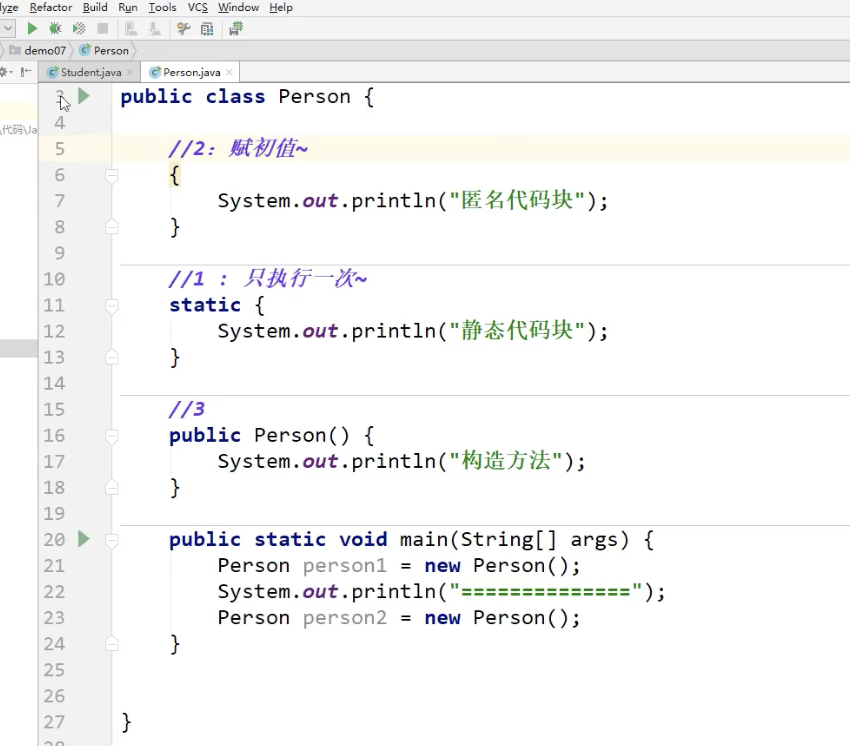 lyze Refactor Build Run Tools VCS Window Help
demo07 Person
Student.java Person.java
3 public class Person {
4
\代码\Ja
5 //2: 赋初值~
6 {
7 System.out.println("匿名代码块");
8 }
9
10 //1 : 只执行一次~
11 static {
12 System.out.println("静态代码块");
13 }
14
15 //3
16 public Person() {
17 System.out.println("构造方法");
18 }
19
20 public static void main(String[] args) {
21 Person person1 = new Person();
22 System.out.println("==============");
23 Person person2 = new Person();
24 }
25
26
27 }
28